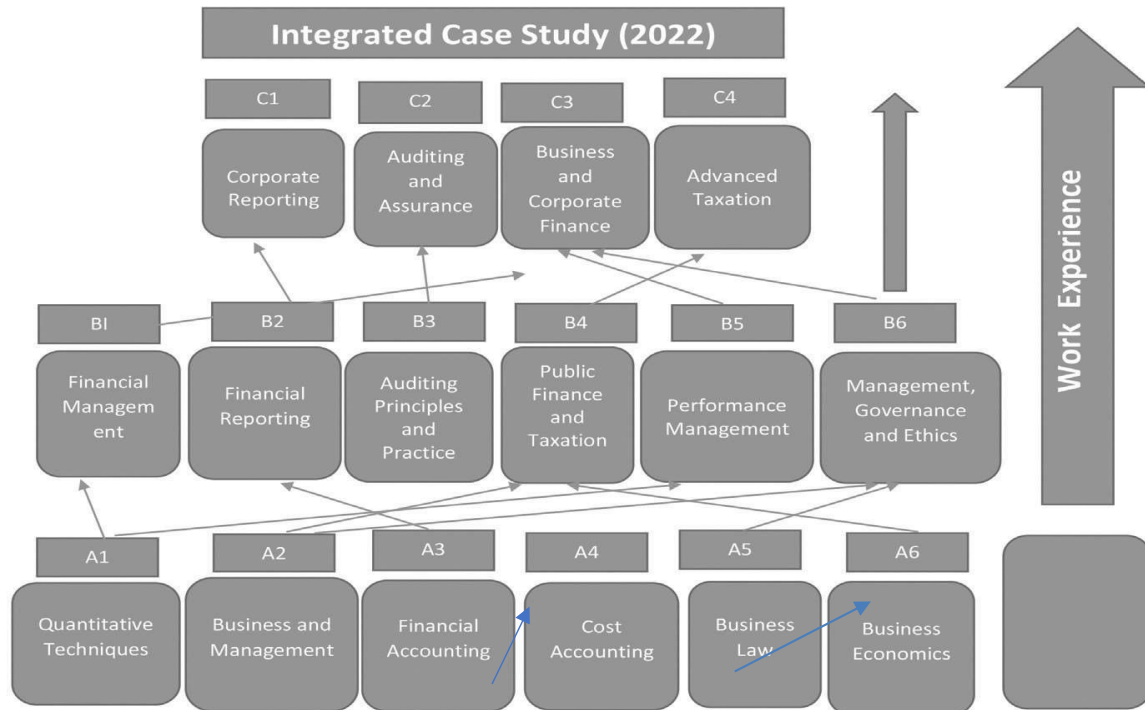 Integrated Case Study (2022)
C1
C2
C3
C4
Corporate
Reporting
Auditing
and
Assurance
Business
and
Corporate
Finance
Advanced
Taxation
Work Experience
BI
B2
B3
B4
B5
B6
Financial
Managem
ent
Financial
Reporting
Auditing
Principles
and
Practice
Public
Finance
and
Taxation
Performance
Management
Management,
Governance
and Ethics
A1
A2
A3
A4
A5
A6
Quantitative
Techniques
Business and
Management
Financial
Accounting
Cost
Accounting
Business
Law
Business
Economics